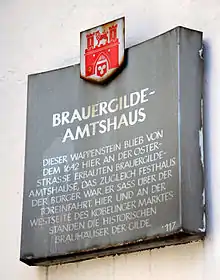 BRAUERGILDE-
AMTSHAUS
DIESER WAPPENSTEIN BLIEB VON
DEM 1642 HIER AN DER OSTER-
STRASSE ERBAUTEN BRAUERGILDE-
AMTSHAUSE, DAS ZUGLEICH FESTHAUS
DER BÜRGER WAR. ER SASS ÜBER DER
TOREINFAHRT. HIER UND AN DER
WESTSEITE DES KÖBELINGER MARKTES
STANDEN DIE HISTORISCHEN
BRAUHÄUSER DER GILDE.
117